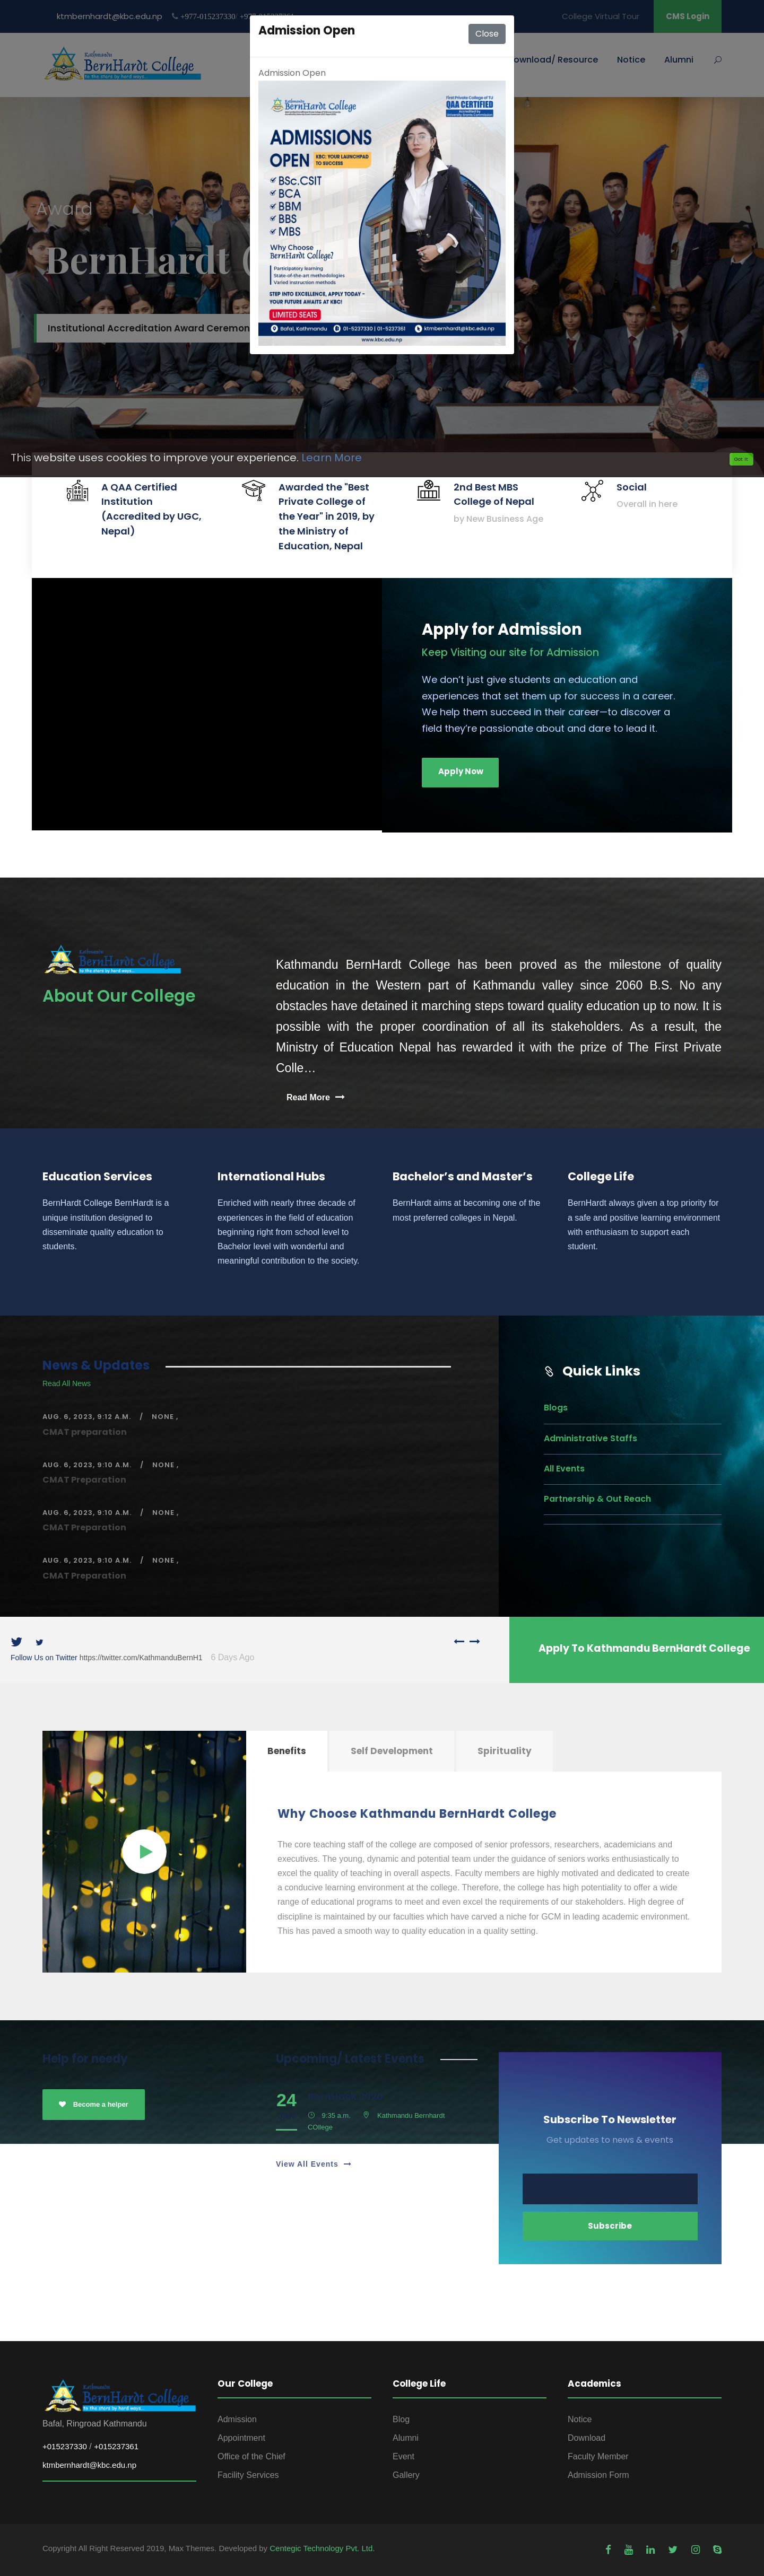 ktmbernhardt@kbc.edu.np +977-015237330/
College Virtual Tour
CMS Login
Kathmandu
BernHardt College
to the stars by hard ways...
Download/ Resource
Notice
Alumni
Admission Open
Close
Admission Open
Kathmandu
BernHardt College
First Private College of TU
QAA CERTIFIED
ADMISSIONS
OPEN
KBC: YOUR LAUNCHPAD
TO SUCCESS
BSc.CSIT
BCA
BBM
BBS
MBS
Why Choose
BernHardt College?
Participatory learning
State-of-the-art methodologies
Varied instruction methods
STEP INTO EXCELLENCE, APPLY TODAY -
YOUR FUTURE AWAITS AT KBC!
LIMITED SEATS
Bafal, Kathmandu
01-5237330 | 01-5237361
ktmbernhardt@kbc.edu.np
www.kbc.edu.np
Award
BernHardt
Institutional Accreditation Award Ceremon
This website uses cookies to improve your experience. Learn More
Got it
A QAA Certified
Institution
(Accredited by UGC,
Nepal)
Awarded the "Best
Private College of
the Year" in 2019, by
the Ministry of
Education, Nepal
2nd Best MBS
College of Nepal
by New Business Age
Social
Overall in here
Apply for Admission
Keep Visiting our site for Admission
We don’t just give students an education and
experiences that set them up for success in a career.
We help them succeed in their career—to discover a
field they’re passionate about and dare to lead it.
Apply Now
Kathmandu
BernHardt College
to the stars by hard ways...
About Our College
Kathmandu BernHardt College has been proved as the milestone of quality
education in the Western part of Kathmandu valley since 2060 B.S. No any
obstacles have detained it marching steps toward quality education up to now. It is
possible with the proper coordination of all its stakeholders. As a result, the
Ministry of Education Nepal has rewarded it with the prize of The First Private
Colle…
Read More
Education Services
BernHardt College BernHardt is a
unique institution designed to
disseminate quality education to
students.
International Hubs
Enriched with nearly three decade of
experiences in the field of education
beginning right from school level to
Bachelor level with wonderful and
meaningful contribution to the society.
Bachelor’s and Master’s
BernHardt aims at becoming one of the
most preferred colleges in Nepal.
College Life
BernHardt always given a top priority for
a safe and positive learning environment
with enthusiasm to support each
student.
News & Updates
Read All News
AUG. 6, 2023, 9:12 A.M. / NONE ,
CMAT preparation
AUG. 6, 2023, 9:10 A.M. / NONE ,
CMAT Preparation
AUG. 6, 2023, 9:10 A.M. / NONE ,
CMAT Preparation
AUG. 6, 2023, 9:10 A.M. / NONE ,
CMAT Preparation
Quick Links
Blogs
Administrative Staffs
All Events
Partnership & Out Reach
Follow Us on Twitter https://twitter.com/KathmanduBernH1 6 Days Ago
Apply To Kathmandu BernHardt College
Benefits
Self Development
Spirituality
Why Choose Kathmandu BernHardt College
The core teaching staff of the college are composed of senior professors, researchers, academicians and
executives. The young, dynamic and potential team under the guidance of seniors works enthusiastically to
excel the quality of teaching in overall aspects. Faculty members are highly motivated and dedicated to create
a conducive learning environment at the college. Therefore, the college has high potentiality to offer a wide
range of educational programs to meet and even excel the requirements of our stakeholders. High degree of
discipline is maintained by our faculties which have carved a niche for GCM in leading academic environment.
This has paved a smooth way to quality education in a quality setting.
Help for needy
Become a helper
Upcoming/ Latest Events
24
9:35 a.m. Kathmandu Bernhardt
COllege
View All Events
Subscribe To Newsletter
Get updates to news & events
Subscribe
Kathmandu
BernHardt College
to the stars by hard ways...
Bafal, Ringroad Kathmandu
+015237330 / +015237361
ktmbernhardt@kbc.edu.np
Our College
Admission
Appointment
Office of the Chief
Facility Services
College Life
Blog
Alumni
Event
Gallery
Academics
Notice
Download
Faculty Member
Admission Form
Copyright All Right Reserved 2019, Max Themes. Developed by Centegic Technology Pvt. Ltd.